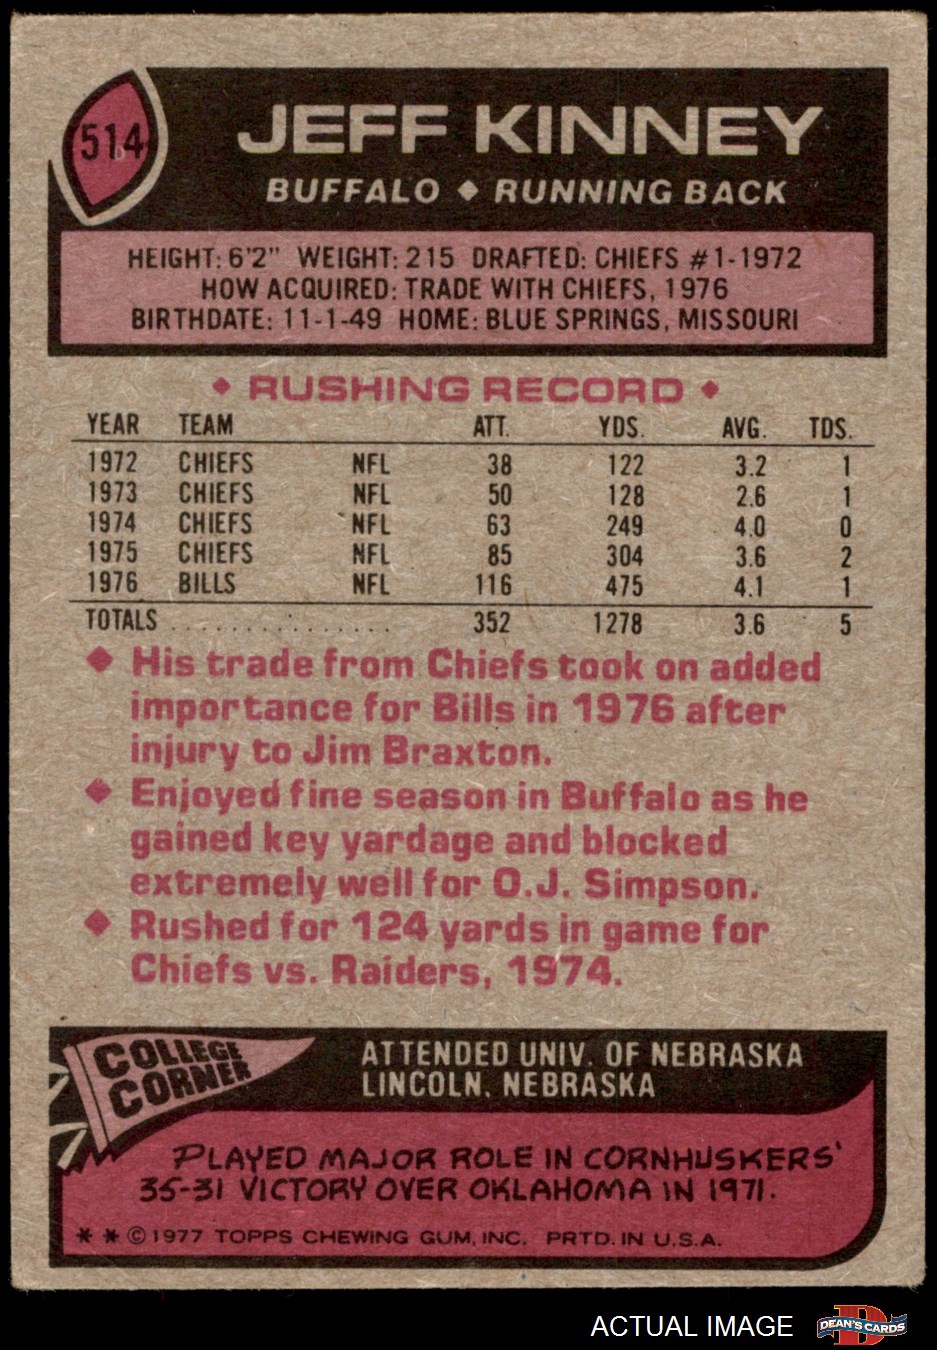 514
JEFF KINNEY
BUFFALO ◆ RUNNING BACK
HEIGHT: 6'2" WEIGHT: 215 DRAFTED: CHIEFS #1-1972
HOW ACQUIRED: TRADE WITH CHIEFS, 1976
BIRTHDATE: 11-1-49 HOME: BLUE SPRINGS, MISSOURI
◆ RUSHING RECORD ◆
YEAR TEAM ATT. YDS. AVG. TDS.
1972 CHIEFS NFL 38 122 3.2 1
1973 CHIEFS NFL 50 128 2.6 1
1974 CHIEFS NFL 63 249 4.0 0
1975 CHIEFS NFL 85 304 3.6 2
1976 BILLS NFL 116 475 4.1 1
TOTALS . . . . . . . . . . . . . . . 352 1278 3.6 5
◆ His trade from Chiefs took on added
importance for Bills in 1976 after
injury to Jim Braxton.
◆ Enjoyed fine season in Buffalo as he
gained key yardage and blocked
extremely well for O.J. Simpson.
◆ Rushed for 124 yards in game for
Chiefs vs. Raiders, 1974.
COLLEGE
CORNER
ATTENDED UNIV. OF NEBRASKA
LINCOLN, NEBRASKA
PLAYED MAJOR ROLE IN CORNHUSKERS'
35-31 VICTORY OVER OKLAHOMA IN 1971.
* * © 1977 TOPPS CHEWING GUM, INC. PRTD. IN U.S.A.
ACTUAL IMAGE
D
DEAN'S CARDS